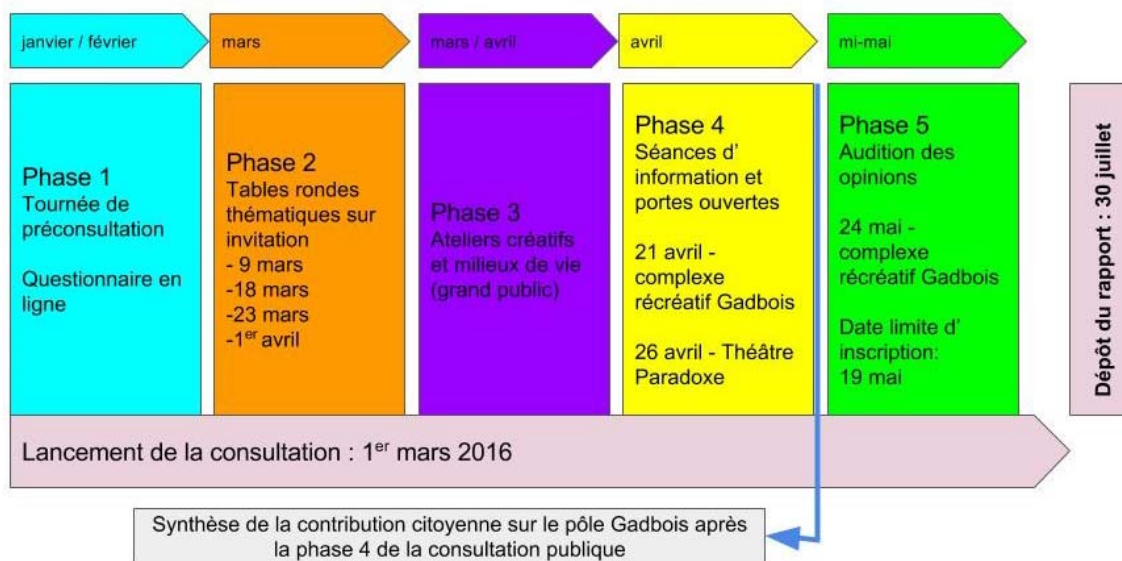 janvier / février
mars
mars / avril
avril
mi-mai
Phase 1
Tournée de
préconsultation
Questionnaire en
ligne
Phase 2
Tables rondes
thématiques sur
invitation
- 9 mars
-18 mars
-23 mars
-1er avril
Phase 3
Ateliers créatifs
et milieux de vie
(grand public)
Phase 4
Séances d'
information et
portes ouvertes
21 avril -
complexe
récréatif Gadbois
26 avril - Théâtre
Paradoxe
Phase 5
Audition des
opinions
24 mai -
complexe
récréatif Gadbois
Date limite d'
inscription:
19 mai
Dépôt du rapport : 30 juillet
Lancement de la consultation : 1er mars 2016
Synthèse de la contribution citoyenne sur le pôle Gadbois après
la phase 4 de la consultation publique